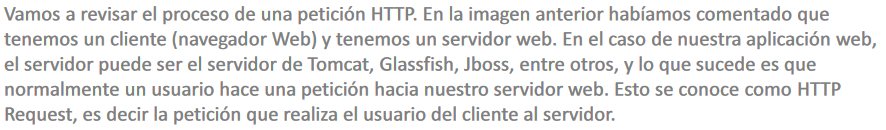 Vamos a revisar el proceso de una petición HTTP. En la imagen anterior habíamos comentado que
tenemos un cliente (navegador Web) y tenemos un servidor web. En el caso de nuestra aplicación web,
el servidor puede ser el servidor de Tomcat, Glassfish, Jboss, entre otros, y lo que sucede es que
normalmente un usuario hace una petición hacia nuestro servidor web. Esto se conoce como HTTP
Request, es decir la petición que realiza el usuario del cliente al servidor.